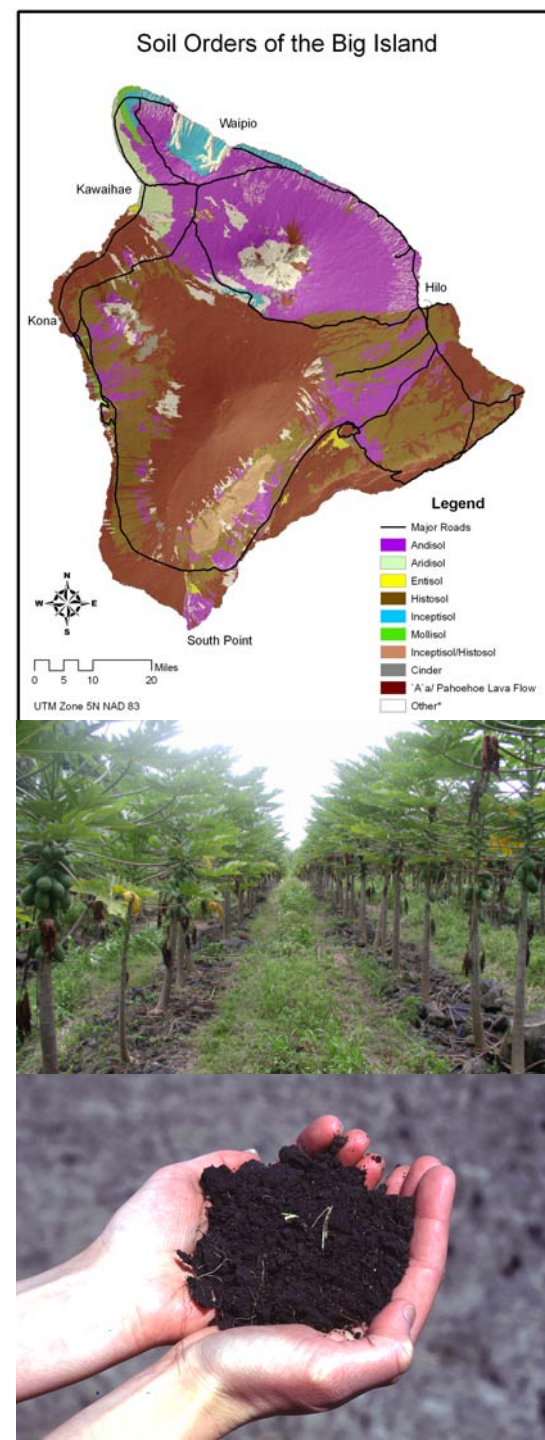 Soil Orders of the Big Island
Waipio
Kawaihae
Hilo
Kona
Legend
Major Roads
Andisol
Aridisol
Entisol
Histosol
Inceptisol
Mollisol
Inceptisol/Histosol
Cinder
`A`a/ Pahoehoe Lava Flow
Other*
N
W E
S
South Point
Miles
0 5 10 20
UTM Zone 5N NAD 83